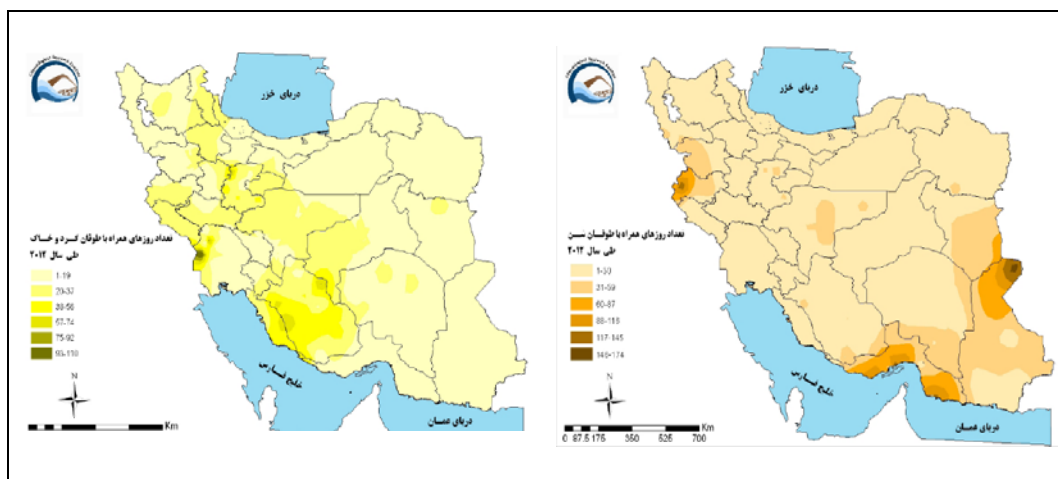 دریای خزر
تعداد روزهای همراه با طوفان گرد و خاک
طی سال ۲۰۱۲
1-19
20-37
38-56
57-74
75-92
93-110
N
Km
خلیج فارس
دریای عمان
دریای خزر
تعداد روزهای همراه با طوفان شن
طی سال ۲۰۱۲
1-30
31-59
60-87
88-116
117-145
146-174
N
Km
0 87.5 175 350 525 700
خلیج فارس
دریای عمان